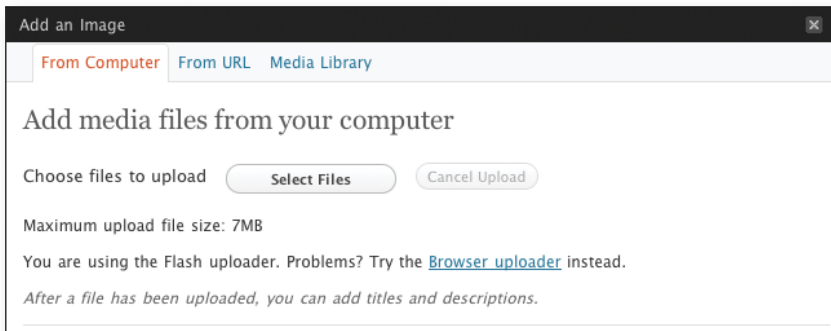 Add an Image
From Computer From URL Media Library
Add media files from your computer
Choose files to upload Select Files Cancel Upload
Maximum upload file size: 7MB
You are using the Flash uploader. Problems? Try the Browser uploader instead.
After a file has been uploaded, you can add titles and descriptions.